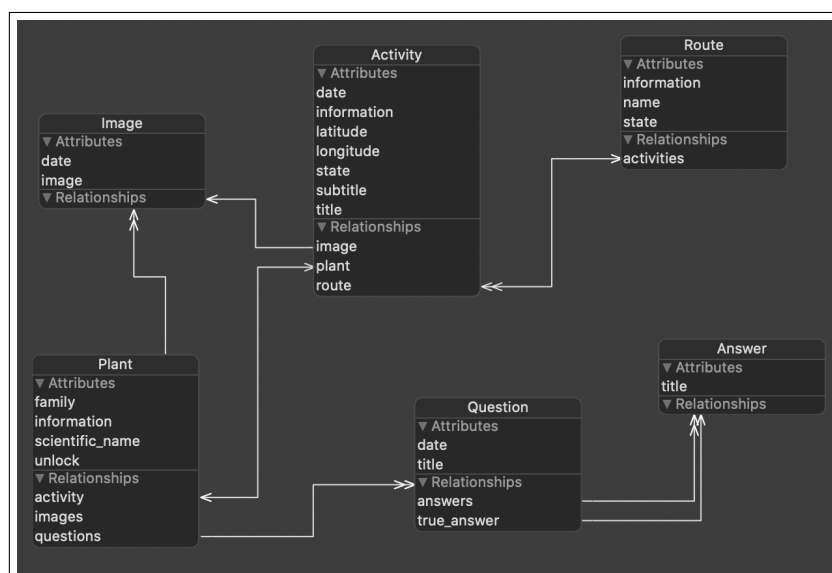 Activity
▼ Attributes
date
information
latitude
longitude
state
subtitle
title
▼ Relationships
image
plant
route
Route
▼ Attributes
information
name
state
▼ Relationships
activities
Image
▼ Attributes
date
image
▼ Relationships
Plant
▼ Attributes
family
information
scientific_name
unlock
▼ Relationships
activity
images
questions
Question
▼ Attributes
date
title
▼ Relationships
answers
true_answer
Answer
▼ Attributes
title
▼ Relationships